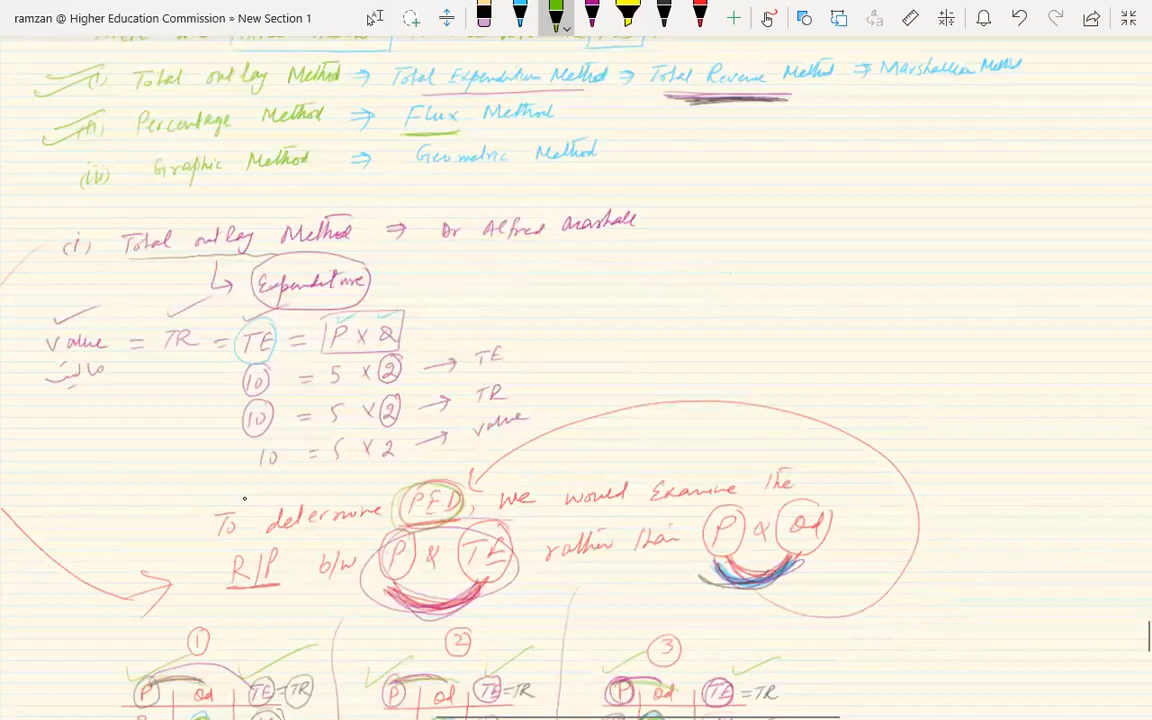 ramzan @ Higher Education Commission » New Section 1
(i) Total outlay Method ⇒ Total Expenditure Method ⇒ Total Revenue Method ⇒ Marshallian Method
(ii) Percentage Method ⇒ Flux Method
(iii) Graphic Method ⇒ Geometric Method
(i) Total outlay Method ⇒ Dr Alfred Marshall
↳ Expenditure
Value = TR = TE = P x Q
مالیت
10 = 5 x 2 → TE
10 = 5 x 2 → TR
10 = 5 x 2 → Value
To determine PED, we would Examine the
R/P b/w P & TE rather than P & Qd
① ② ③
P Qd TE = TR P Qd TE = TR P Qd TE = TR